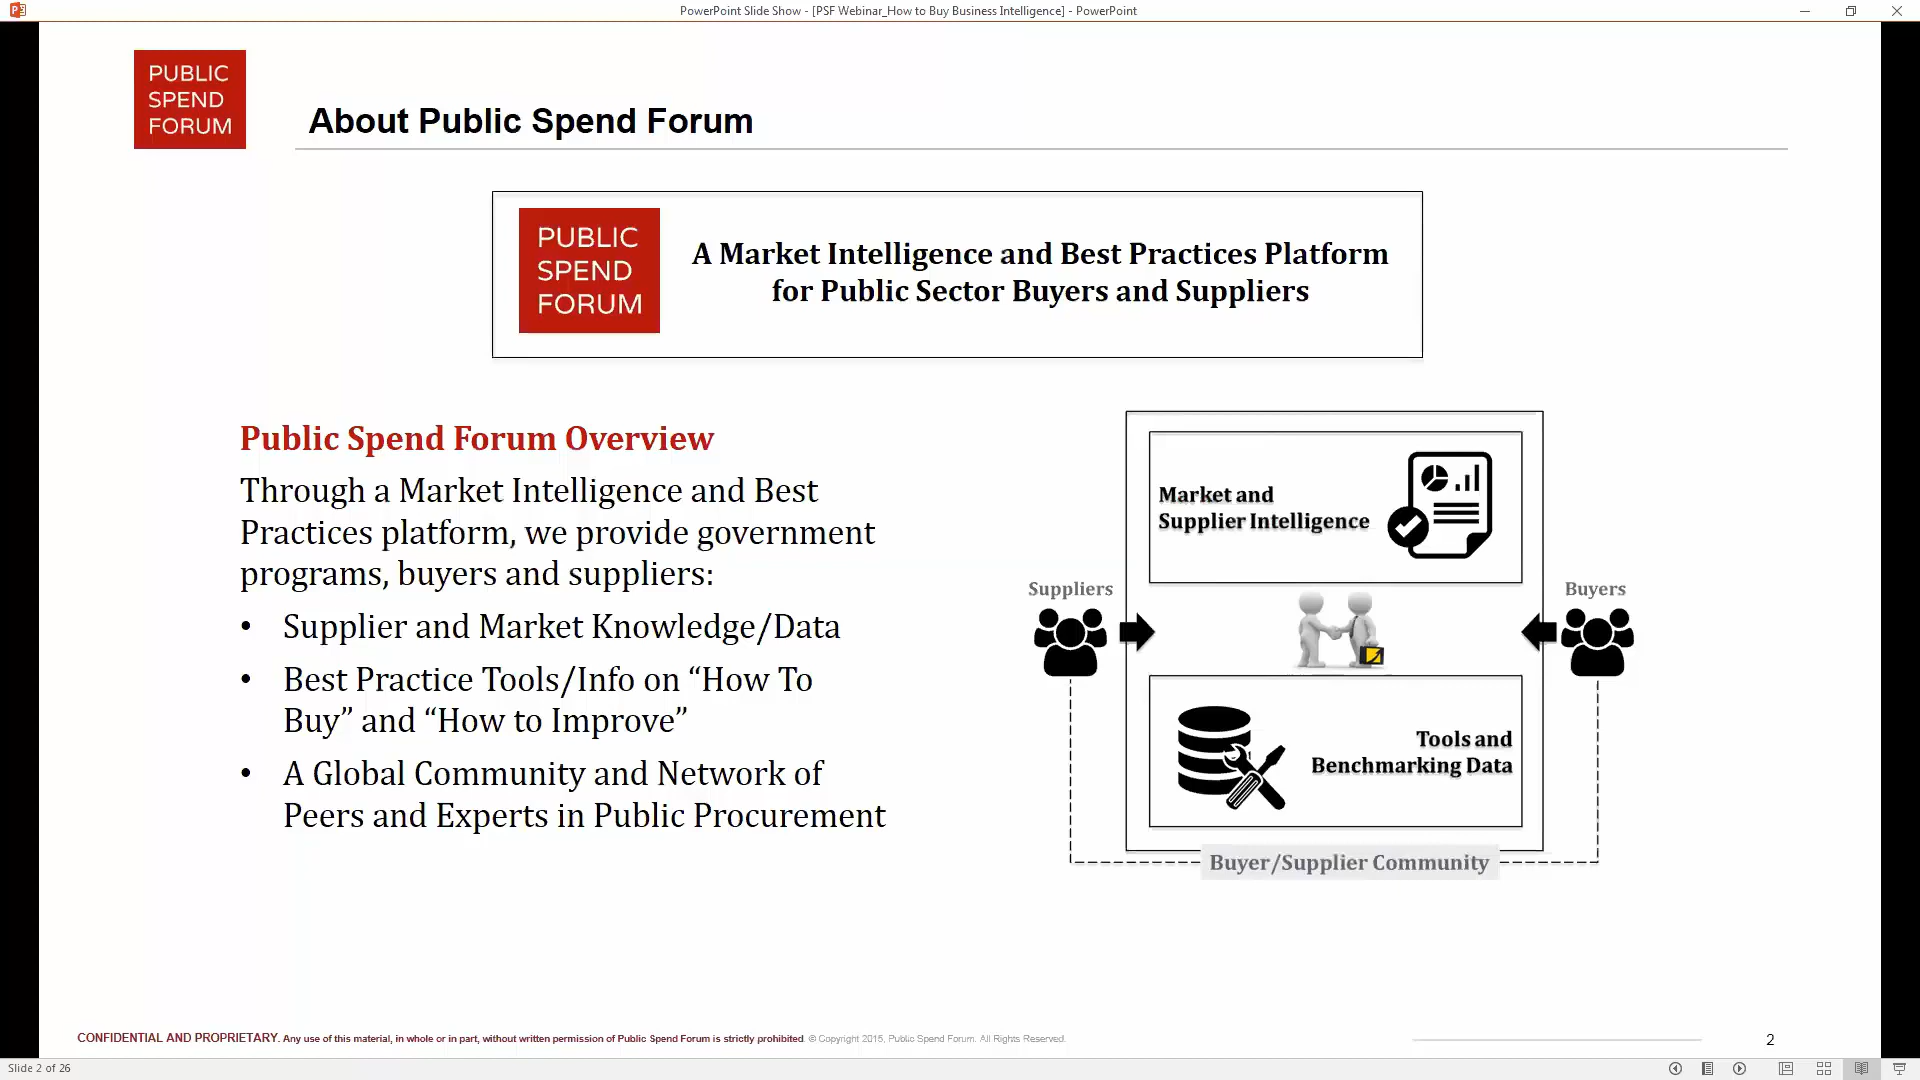 PowerPoint Slide Show - [PSF Webinar_How to Buy Business Intelligence] - PowerPoint
PUBLIC
SPEND
FORUM
About Public Spend Forum
PUBLIC
SPEND
FORUM
A Market Intelligence and Best Practices Platform
for Public Sector Buyers and Suppliers
Public Spend Forum Overview
Through a Market Intelligence and Best
Practices platform, we provide government
programs, buyers and suppliers:
• Supplier and Market Knowledge/Data
• Best Practice Tools/Info on “How To
Buy” and “How to Improve”
• A Global Community and Network of
Peers and Experts in Public Procurement
Market and
Supplier Intelligence
Suppliers
Buyers
Tools and
Benchmarking Data
Buyer/Supplier Community
CONFIDENTIAL AND PROPRIETARY. Any use of this material, in whole or in part, without written permission of Public Spend Forum is strictly prohibited. © Copyright 2015, Public Spend Forum. All Rights Reserved.
2
Slide 2 of 26